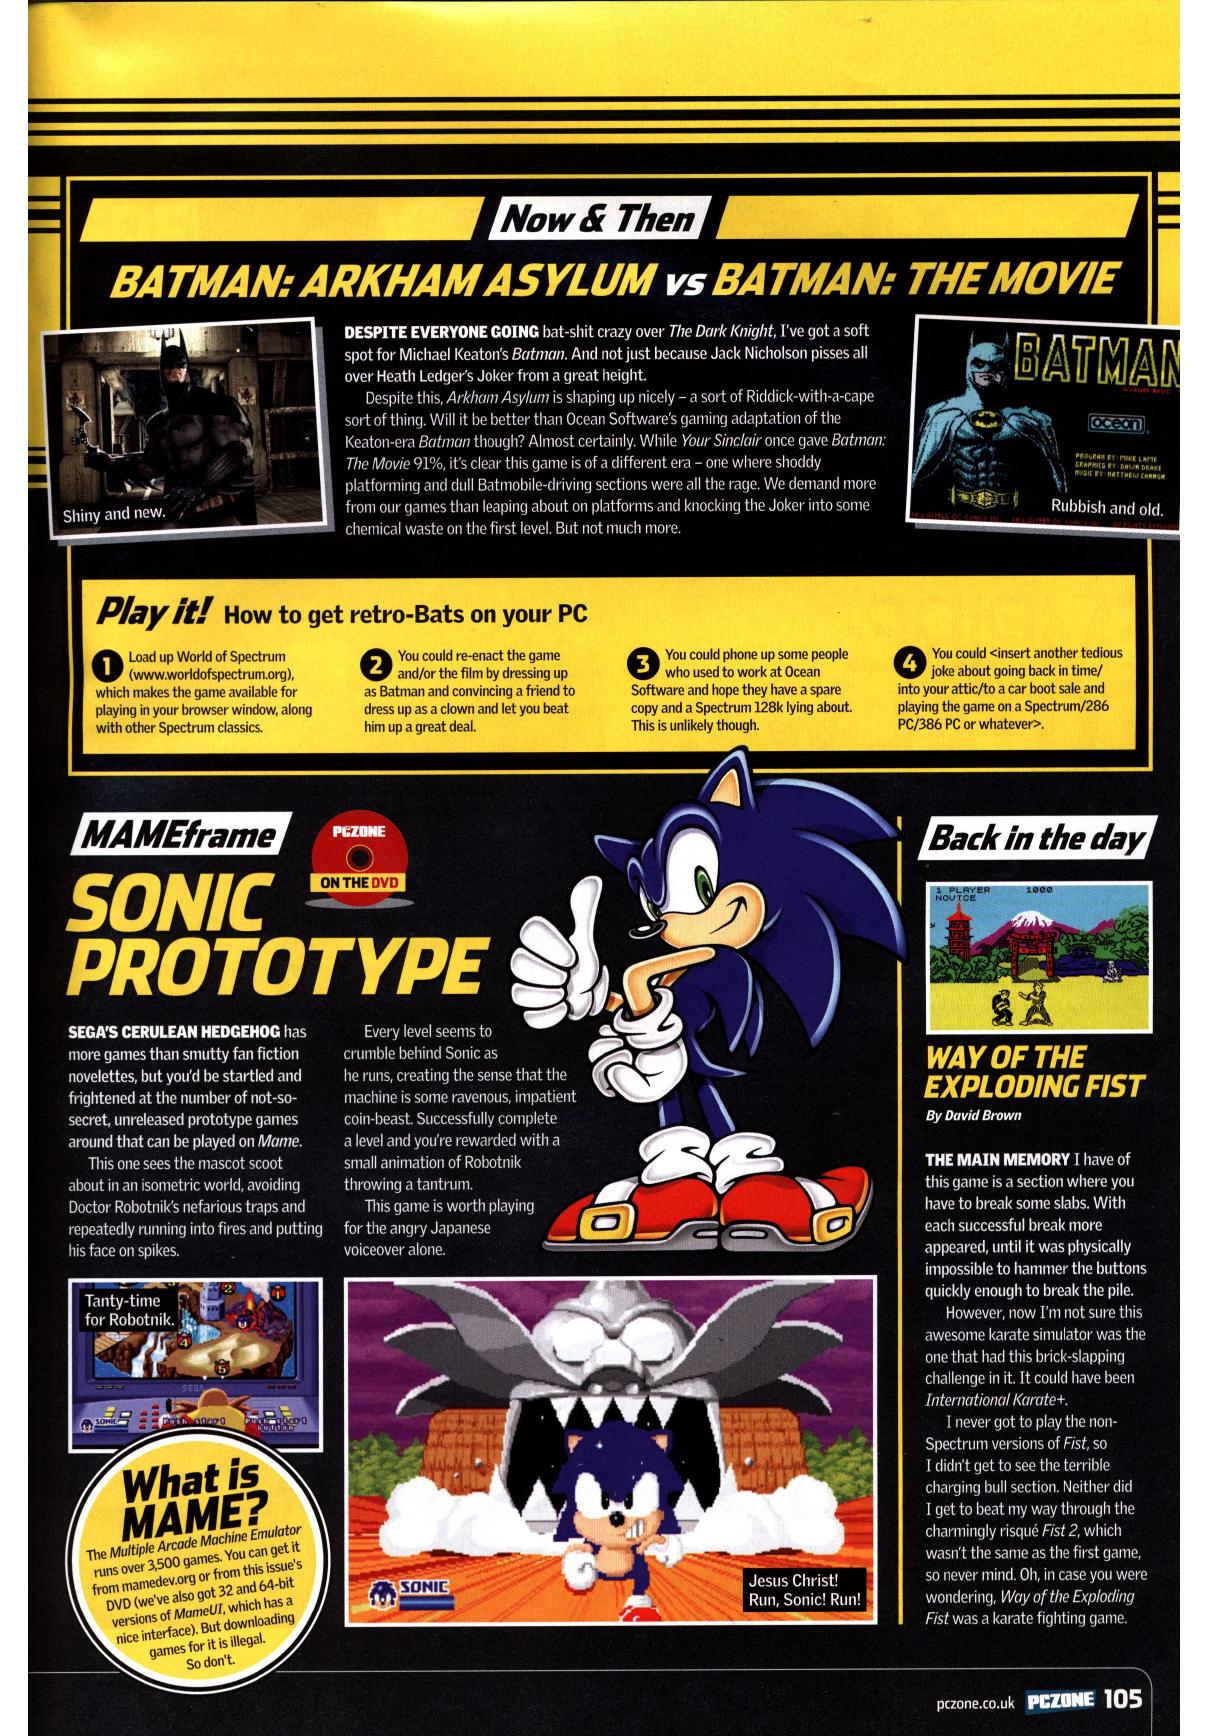 Now & Then
BATMAN: ARKHAM ASYLUM vs BATMAN: THE MOVIE
Shiny and new.
DESPITE EVERYONE GOING bat-shit crazy over The Dark Knight, I've got a soft
spot for Michael Keaton's Batman. And not just because Jack Nicholson pisses all
over Heath Ledger's Joker from a great height.
Despite this, Arkham Asylum is shaping up nicely – a sort of Riddick-with-a-cape
sort of thing. Will it be better than Ocean Software's gaming adaptation of the
Keaton-era Batman though? Almost certainly. While Your Sinclair once gave Batman:
The Movie 91%, it's clear this game is of a different era – one where shoddy
platforming and dull Batmobile-driving sections were all the rage. We demand more
from our games than leaping about on platforms and knocking the Joker into some
chemical waste on the first level. But not much more.
BATMAN
WARNER BROS
ocean
PROGRAM BY: MIKE LAMB
GRAPHICS BY: DAWN DRAKE
MUSIC BY: MATTHEW CANNON
Rubbish and old.
Play it! How to get retro-Bats on your PC
1 Load up World of Spectrum
(www.worldofspectrum.org),
which makes the game available for
playing in your browser window, along
with other Spectrum classics.
2 You could re-enact the game
and/or the film by dressing up
as Batman and convincing a friend to
dress up as a clown and let you beat
him up a great deal.
3 You could phone up some people
who used to work at Ocean
Software and hope they have a spare
copy and a Spectrum 128k lying about.
This is unlikely though.
4 You could <insert another tedious
joke about going back in time/
into your attic/to a car boot sale and
playing the game on a Spectrum/286
PC/386 PC or whatever>.
MAMEframe
PCZONE
ON THE DVD
SONIC
PROTOTYPE
SEGA'S CERULEAN HEDGEHOG has
more games than smutty fan fiction
novelettes, but you'd be startled and
frightened at the number of not-so-
secret, unreleased prototype games
around that can be played on Mame.
This one sees the mascot scoot
about in an isometric world, avoiding
Doctor Robotnik's nefarious traps and
repeatedly running into fires and putting
his face on spikes.
Every level seems to
crumble behind Sonic as
he runs, creating the sense that the
machine is some ravenous, impatient
coin-beast. Successfully complete
a level and you're rewarded with a
small animation of Robotnik
throwing a tantrum.
This game is worth playing
for the angry Japanese
voiceover alone.
Tanty-time
for Robotnik.
2
1
4
5
SEGA
SONIC
Push start
Push start
button
What is
MAME?
The Multiple Arcade Machine Emulator
runs over 3,500 games. You can get it
from mamedev.org or from this issue's
DVD (we've also got 32 and 64-bit
versions of MameUI, which has a
nice interface). But downloading
games for it is illegal.
So don't.
SONIC
Jesus Christ!
Run, Sonic! Run!
Back in the day
1 PLAYER 1000
NOVICE
WAY OF THE
EXPLODING FIST
By David Brown
THE MAIN MEMORY I have of
this game is a section where you
have to break some slabs. With
each successful break more
appeared, until it was physically
impossible to hammer the buttons
quickly enough to break the pile.
However, now I'm not sure this
awesome karate simulator was the
one that had this brick-slapping
challenge in it. It could have been
International Karate+.
I never got to play the non-
Spectrum versions of Fist, so
I didn't get to see the terrible
charging bull section. Neither did
I get to beat my way through the
charmingly risqué Fist 2, which
wasn't the same as the first game,
so never mind. Oh, in case you were
wondering, Way of the Exploding
Fist was a karate fighting game.
pczone.co.uk PCZONE 105